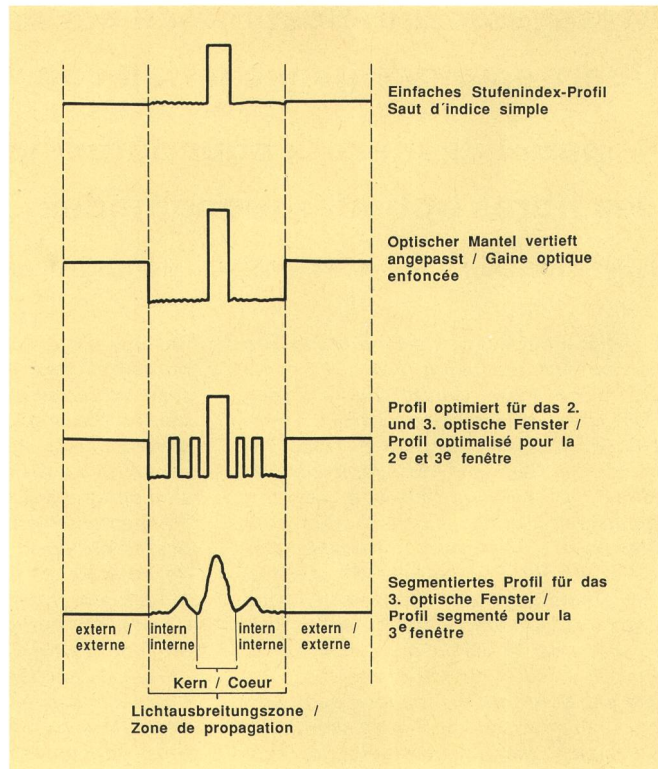 Einfaches Stufenindex-Profil
Saut d´indice simple
Optischer Mantel vertieft
angepasst / Gaine optique
enfoncée
Profil optimiert für das 2.
und 3. optische Fenster /
Profil optimalisé pour la
2e et 3e fenêtre
Segmentiertes Profil für das
3. optische Fenster /
Profil segmenté pour la
3e fenêtre
extern /
externe
intern
interne
intern
interne
extern /
externe
Kern / Coeur
Lichtausbreitungszone /
Zone de propagation